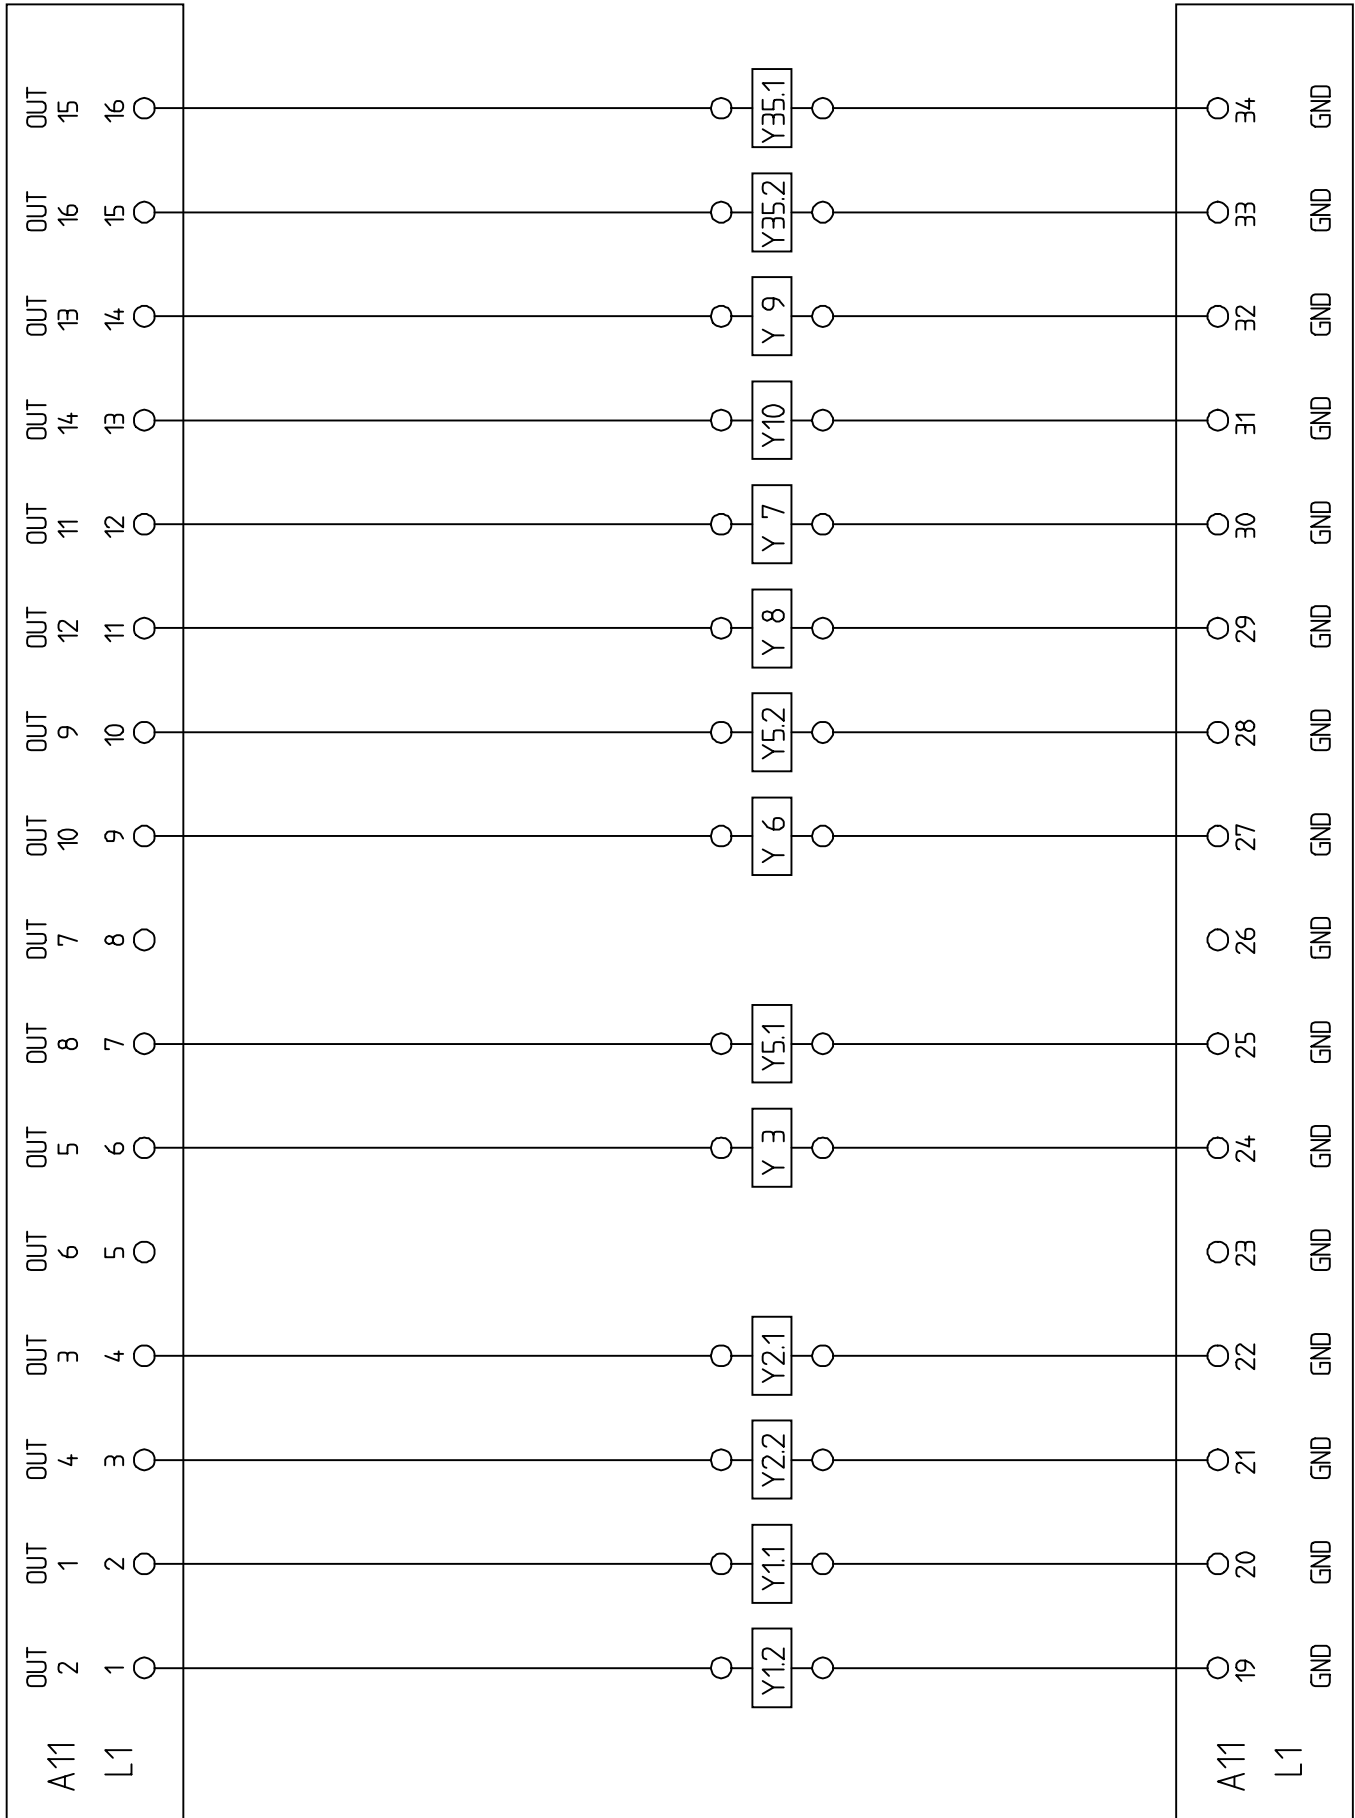 OUT OUT OUT OUT OUT OUT OUT OUT OUT OUT OUT OUT OUT OUT OUT OUT
A11 2 1 4 3 6 5 8 7 10 9 12 11 14 13 16 15
L1 1 2 3 4 5 6 7 8 9 10 11 12 13 14 15 16
Y1.2 Y1.1 Y2.2 Y2.1 Y 3 Y5.1 Y 6 Y5.2 Y 8 Y 7 Y10 Y 9 Y35.2 Y35.1
A11 19 20 21 22 23 24 25 26 27 28 29 30 31 32 33 34
L1
GND GND GND GND GND GND GND GND GND GND GND GND GND GND GND GND